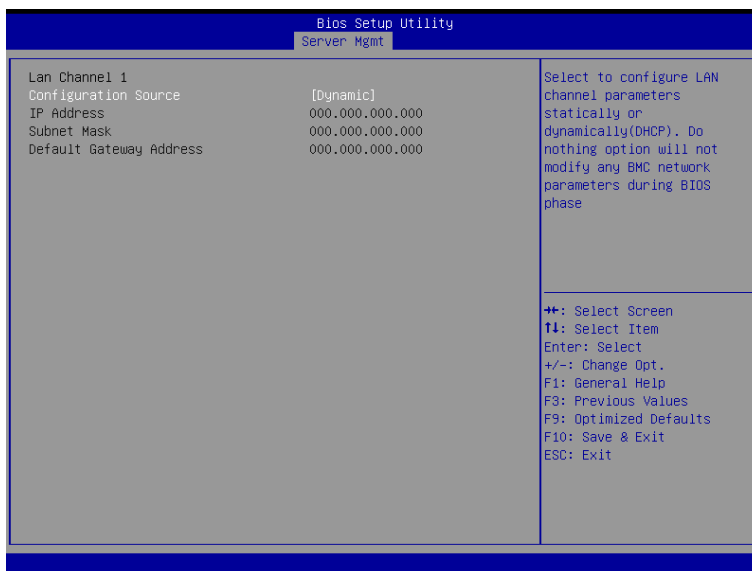 Bios Setup Utility
Server Mgmt
Lan Channel 1
Configuration Source [Dynamic]
IP Address 000.000.000.000
Subnet Mask 000.000.000.000
Default Gateway Address 000.000.000.000
Select to configure LAN
channel parameters
statically or
dynamically(DHCP). Do
nothing option will not
modify any BMC network
parameters during BIOS
phase
→←: Select Screen
↑↓: Select Item
Enter: Select
+/-: Change Opt.
F1: General Help
F3: Previous Values
F9: Optimized Defaults
F10: Save & Exit
ESC: Exit